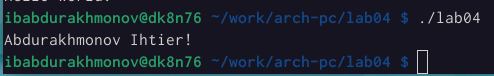 ibabdurakhmonov@dk8n76 ~/work/arch-pc/lab04 $ ./lab04
Abdurakhmonov Ihtier!
ibabdurakhmonov@dk8n76 ~/work/arch-pc/lab04 $